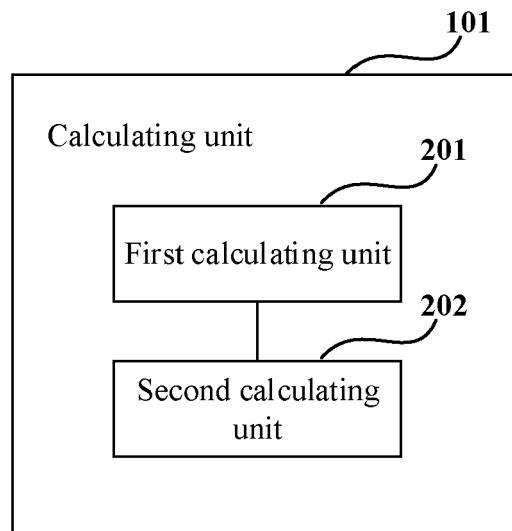 101
Calculating unit
201
First calculating unit
202
Second calculating
unit